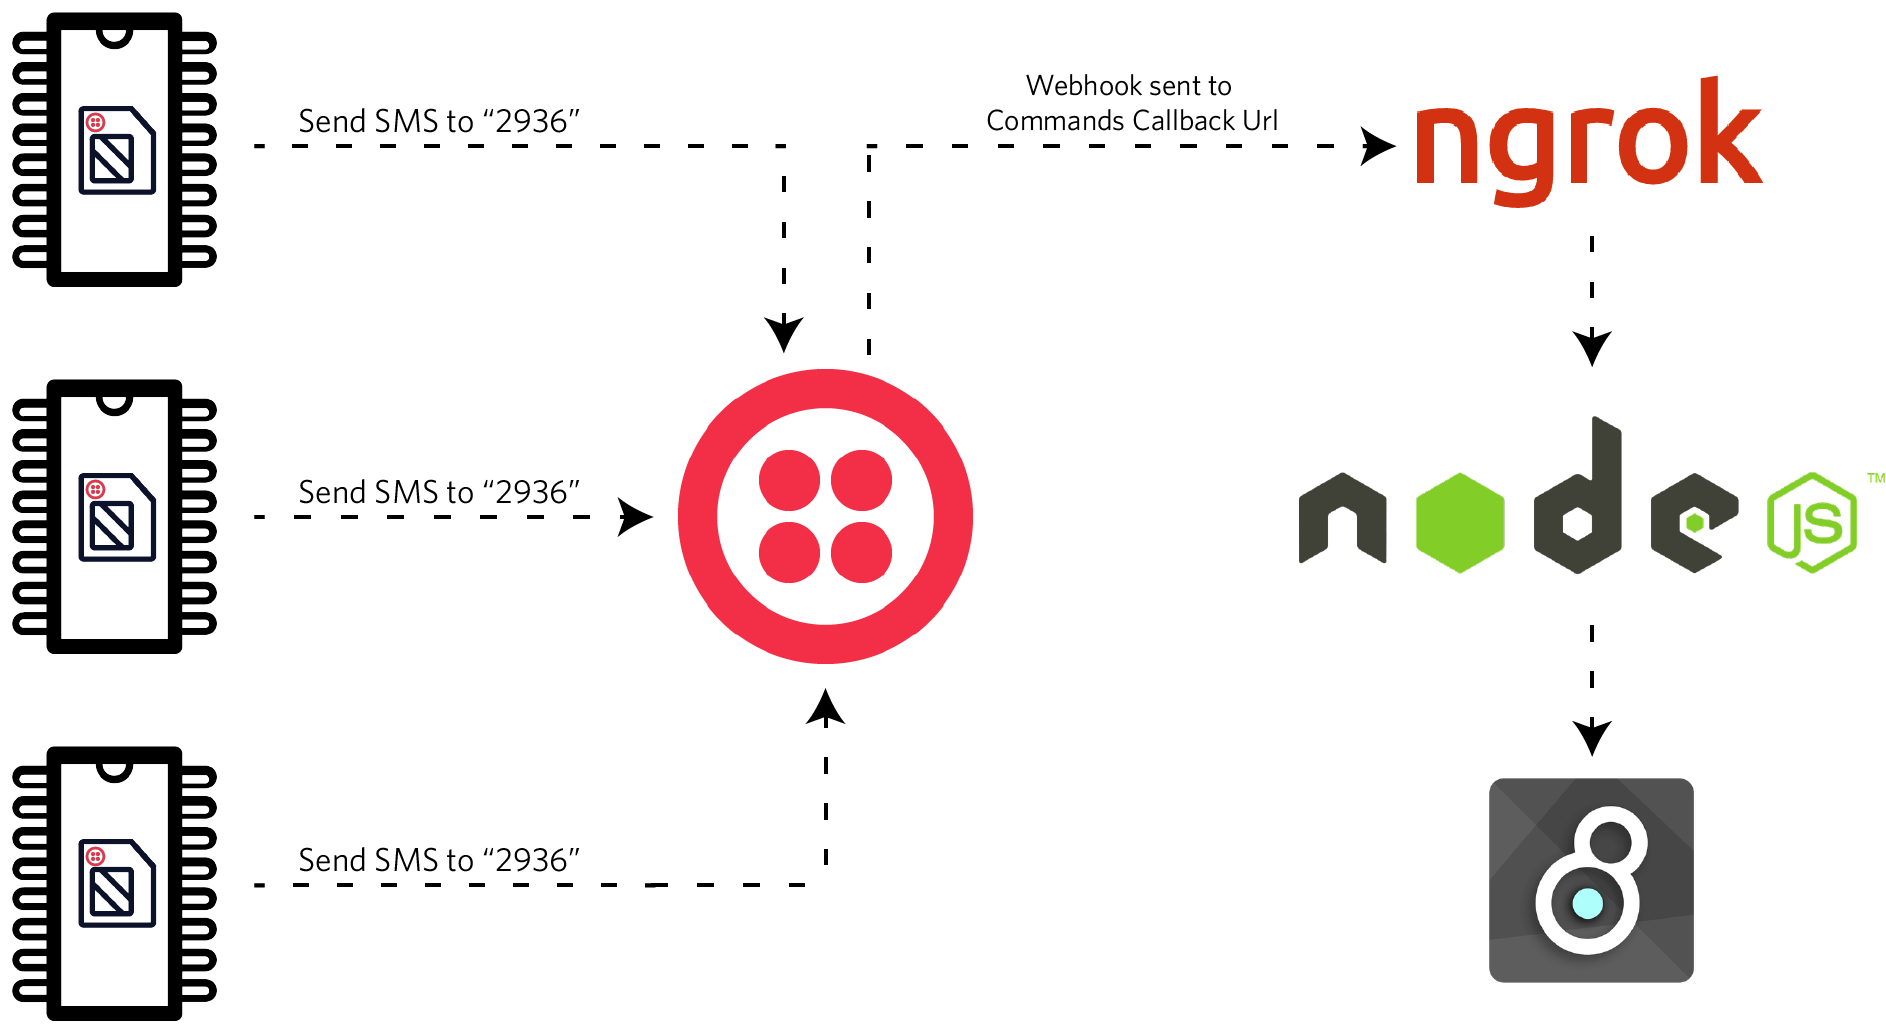 Send SMS to “2936”
Webhook sent to
Commands Callback Url
ngrok
Send SMS to “2936”
node JS ™
Send SMS to “2936”
8